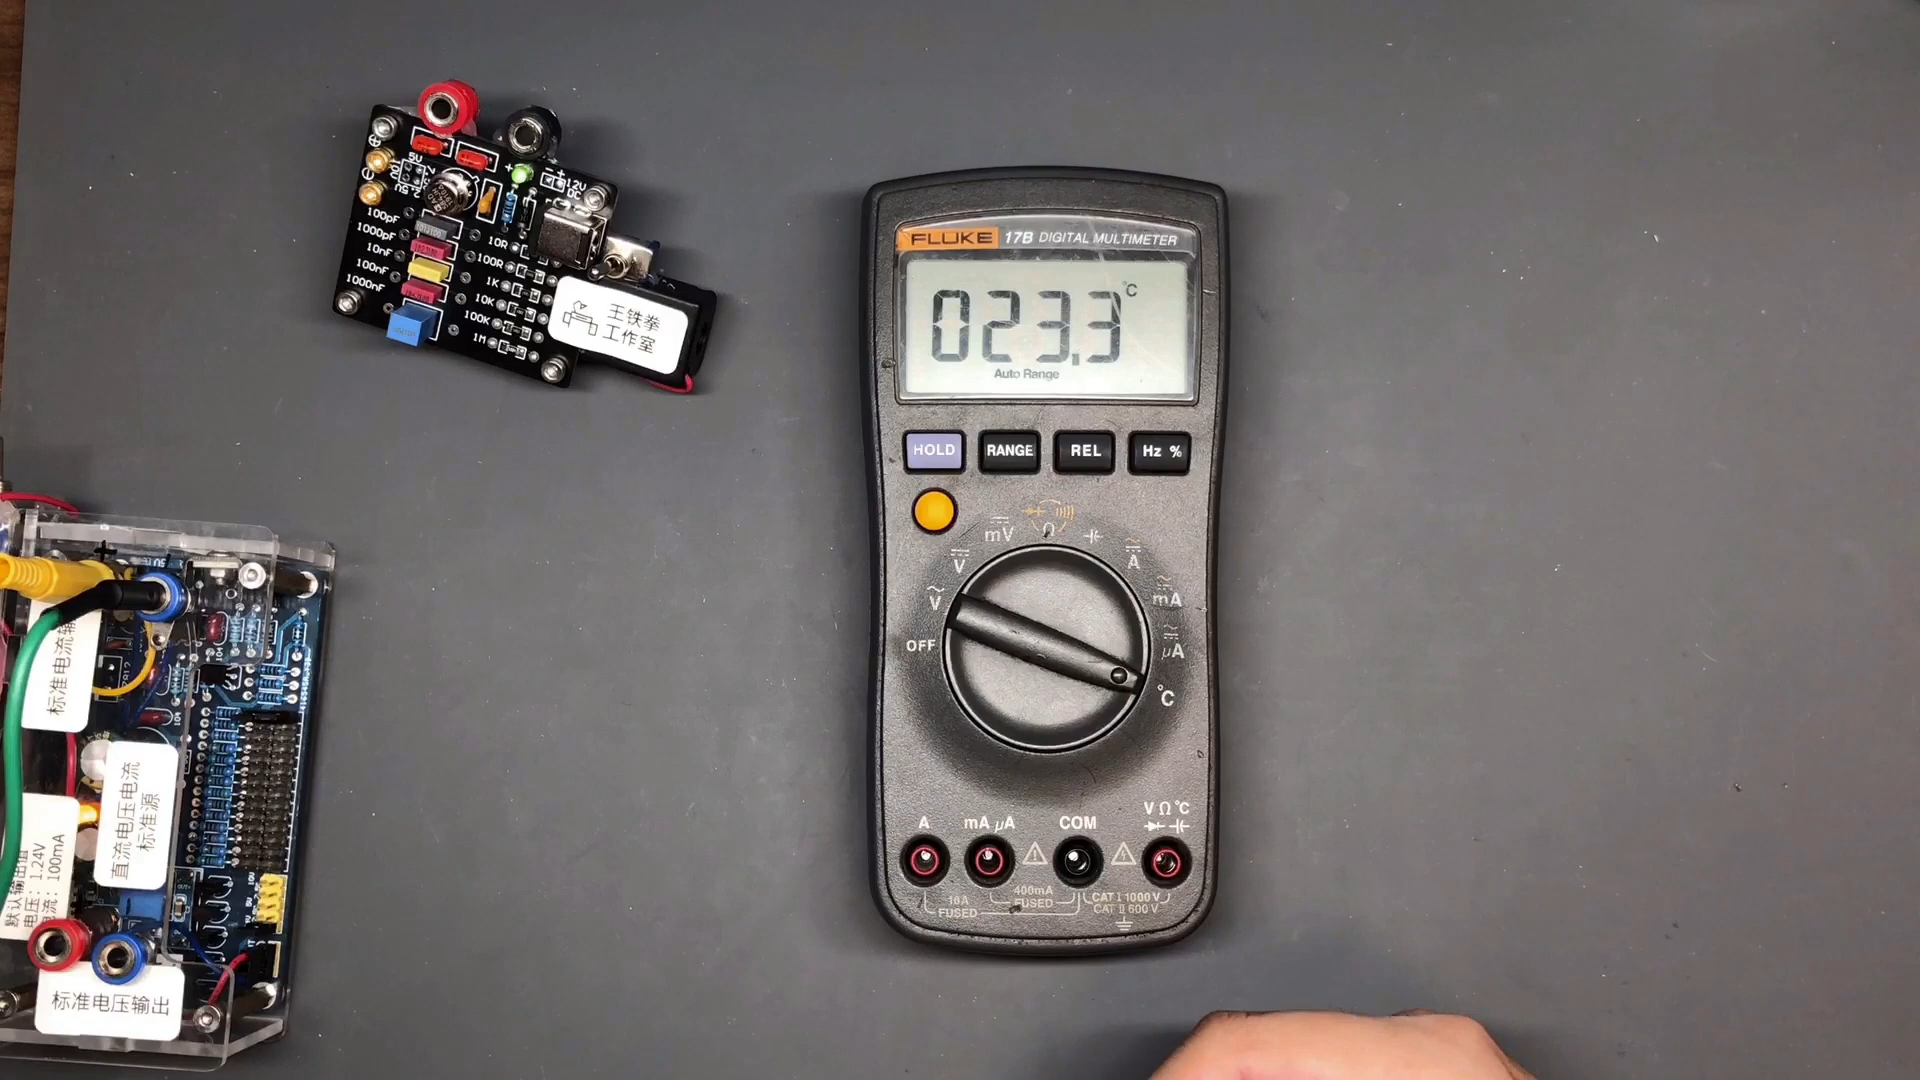 5V
12V
DC
100pF
1000pF
10nF
100nF
1000nF
10R
100R
1K
10K
100K
1M
王铁拳
工作室
FLUKE 17B DIGITAL MULTIMETER
023.3 °C
Auto Range
HOLD RANGE REL Hz %
mV Ω
V A
V mA
OFF μA
°C
A mA μA COM V Ω °C
400mA
FUSED
10A
FUSED
CAT I 1000 V
CAT II 600 V
标准电流输
直流电压电流
标准源
默认输出值
电压：1.24V
电流：100mA
标准电压输出